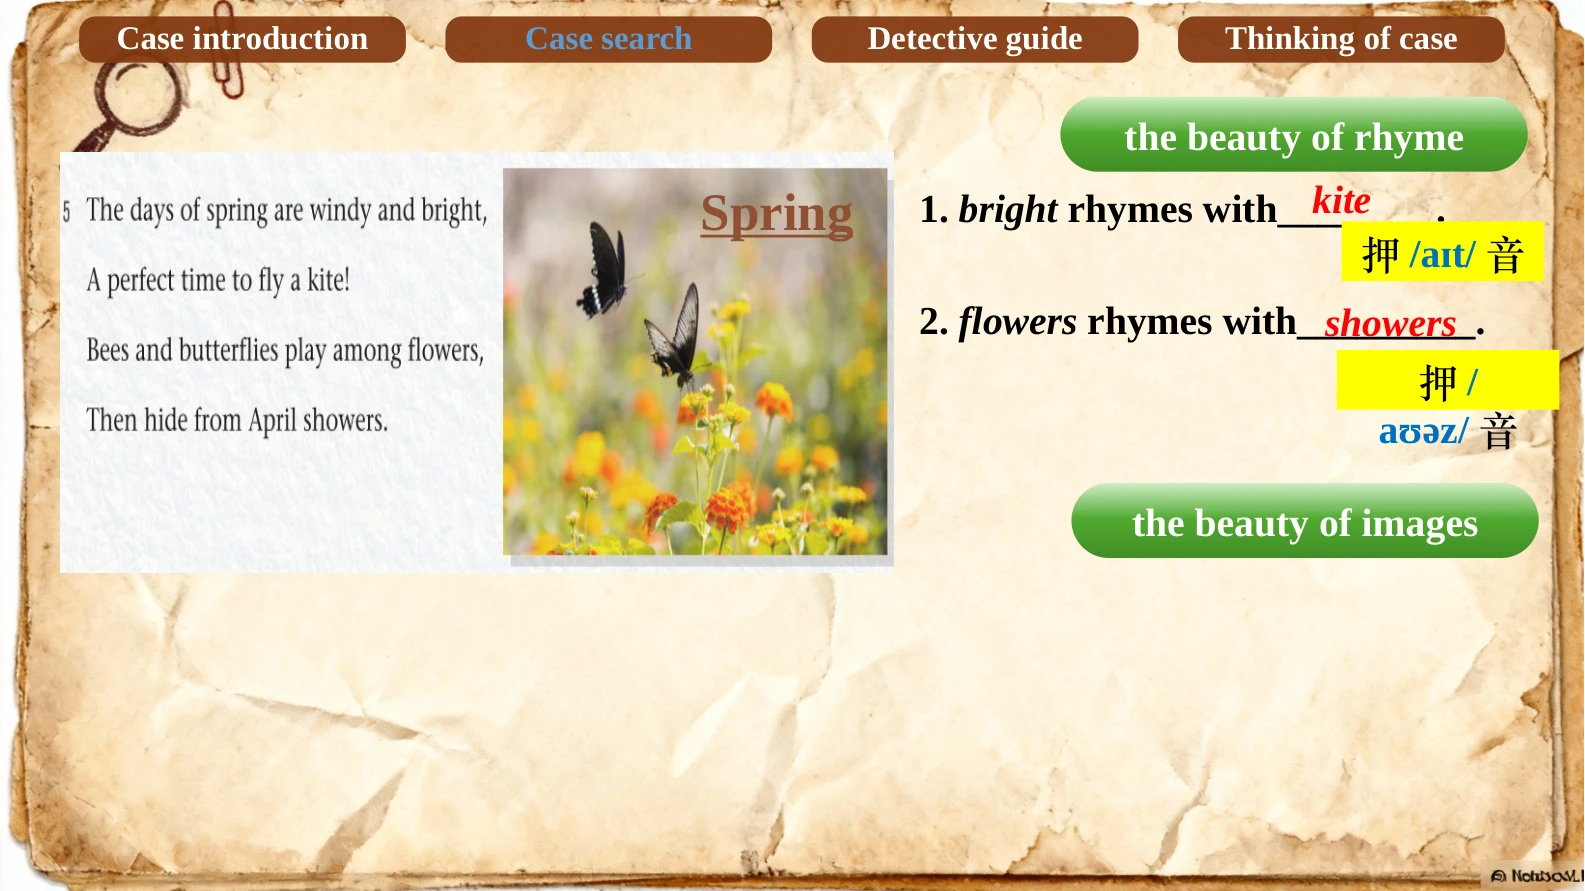 Case introduction
Case search
Detective guide
Thinking of case
the beauty of rhyme
5 The days of spring are windy and bright,
A perfect time to fly a kite!
Bees and butterflies play among flowers,
Then hide from April showers.
Spring
1. bright rhymes with kite.
押 /aɪt/ 音
2. flowers rhymes with showers.
押 /
aʊəz/ 音
the beauty of images